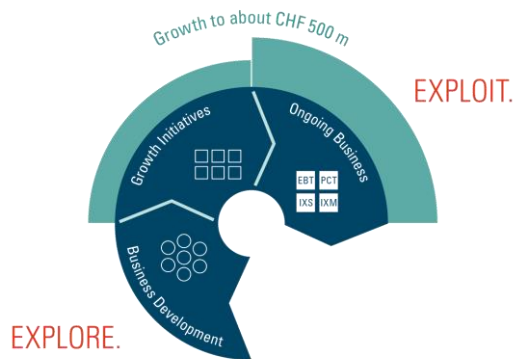 Growth to about CHF 500 m
EXPLOIT.
Growth Initiatives
Ongoing Business
EBT PCT
IXS IXM
Business Development
EXPLORE.